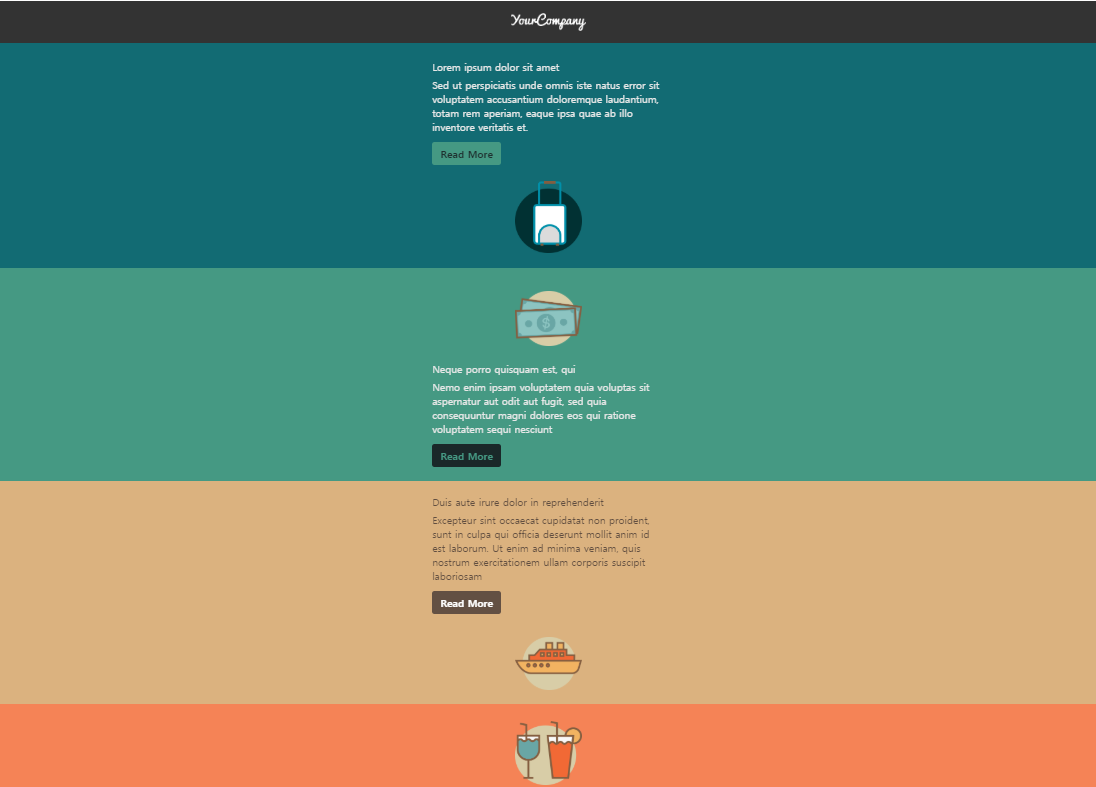 YourCompany
Lorem ipsum dolor sit amet
Sed ut perspiciatis unde omnis iste natus error sit
voluptatem accusantium doloremque laudantium,
totam rem aperiam, eaque ipsa quae ab illo
inventore veritatis et.
Read More
$
Neque porro quisquam est, qui
Nemo enim ipsam voluptatem quia voluptas sit
aspernatur aut odit aut fugit, sed quia
consequuntur magni dolores eos qui ratione
voluptatem sequi nesciunt
Read More
Duis aute irure dolor in reprehenderit
Excepteur sint occaecat cupidatat non proident,
sunt in culpa qui officia deserunt mollit anim id
est laborum. Ut enim ad minima veniam, quis
nostrum exercitationem ullam corporis suscipit
laboriosam
Read More